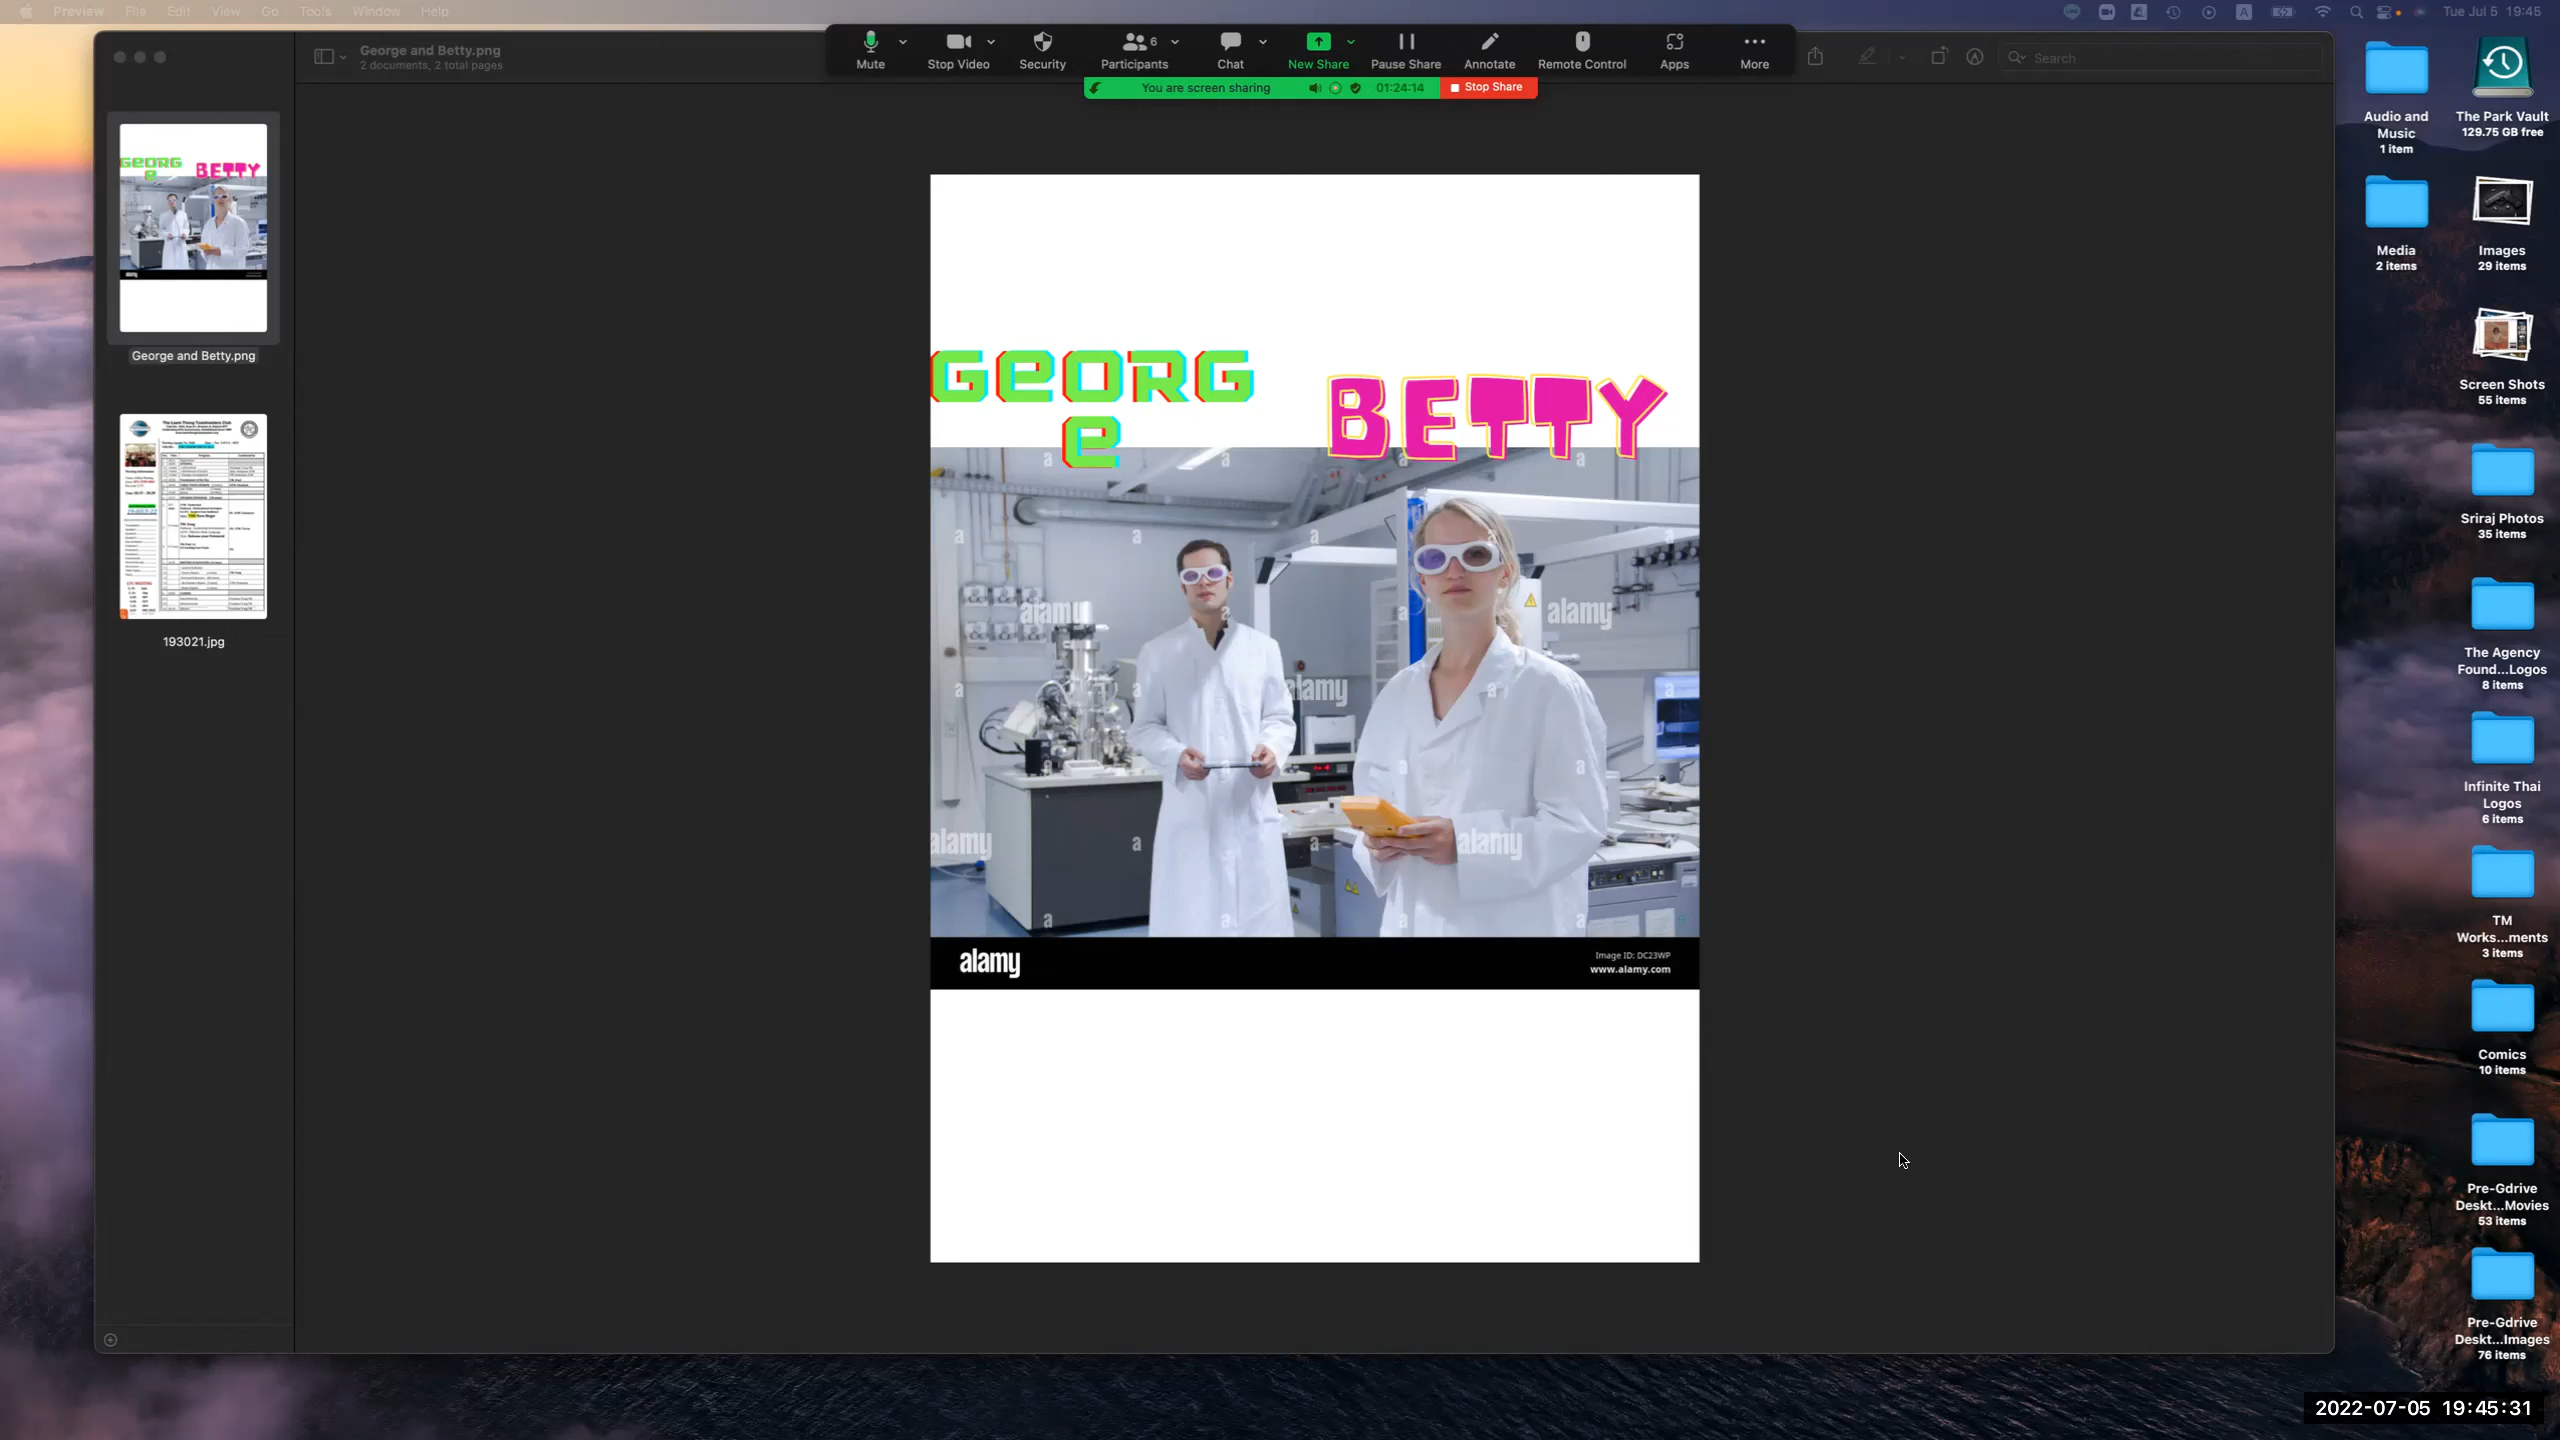 Preview File Edit View Go Tools Window Help
Tue Jul 5 19:45
George and Betty.png
2 documents, 2 total pages
Mute
Stop Video
Security
6
Participants
Chat
New Share
Pause Share
Annotate
Remote Control
Apps
More
Search
You are screen sharing
01:24:14
Stop Share
GEORG
E
BETTY
George and Betty.png
193021.jpg
GeORG
e
BETTY
alamy
alamy
alamy
alamy
alamy
a
alamy
Image ID: DC23WP
www.alamy.com
Audio and
Music
1 item
The Park Vault
129.75 GB free
Media
2 items
Images
29 items
Screen Shots
55 items
Sriraj Photos
35 items
The Agency
Found...Logos
8 items
Infinite Thai
Logos
6 items
TM
Works...ments
3 items
Comics
10 items
Pre-Gdrive
Deskt...Movies
53 items
Pre-Gdrive
Deskt...Images
76 items
2022-07-05 19:45:31